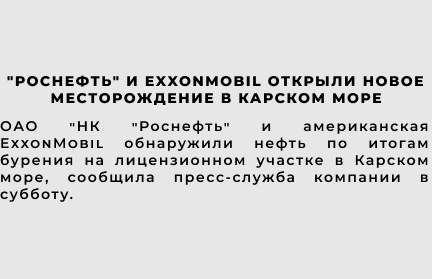 "РОСНЕФТЬ" И EXXONMOBIL ОТКРЫЛИ НОВОЕ
МЕСТОРОЖДЕНИЕ В КАРСКОМ МОРЕ
ОАО "НК "Роснефть" и американская
ExxonMobil обнаружили нефть по итогам
бурения на лицензионном участке в Карском
море, сообщила пресс-служба компании в
субботу.